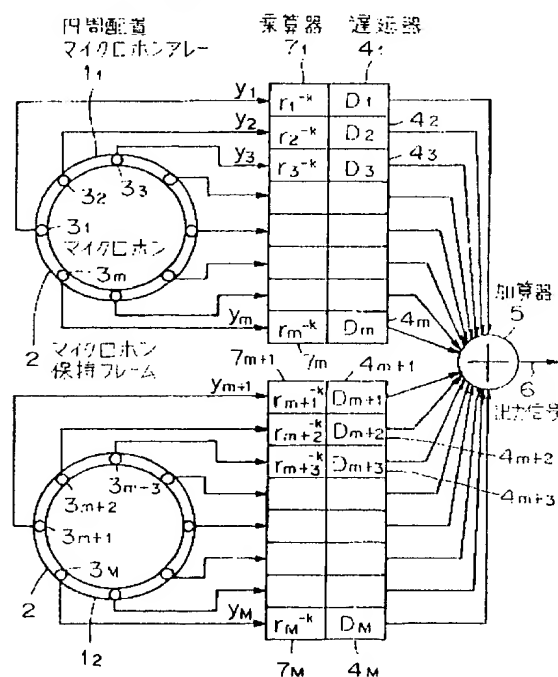 円周配置
マイクロホンアレー
1₁
乗算器
7₁
遅延器
4₁
y₁
r₁⁻ᵏ
D₁
y₂
r₂⁻ᵏ
D₂
4₂
y₃
r₃⁻ᵏ
D₃
4₃
3₃
3₂
3₁
マイクロホン
3m
2
マイクロホン
保持フレーム
yₘ
rₘ⁻ᵏ
Dₘ
4ₘ
7ₘ
加算器
5
6
出力信号
7ₘ₊₁
4ₘ₊₁
yₘ₊₁
rₘ₊₁⁻ᵏ
Dₘ₊₁
rₘ₊₂⁻ᵏ
Dₘ₊₂
4ₘ₊₂
rₘ₊₃⁻ᵏ
Dₘ₊₃
4ₘ₊₃
3ₘ₊₃
3ₘ₊₂
3ₘ₊₁
3M
2
1₂
yM
rM⁻ᵏ
DM
7M
4M